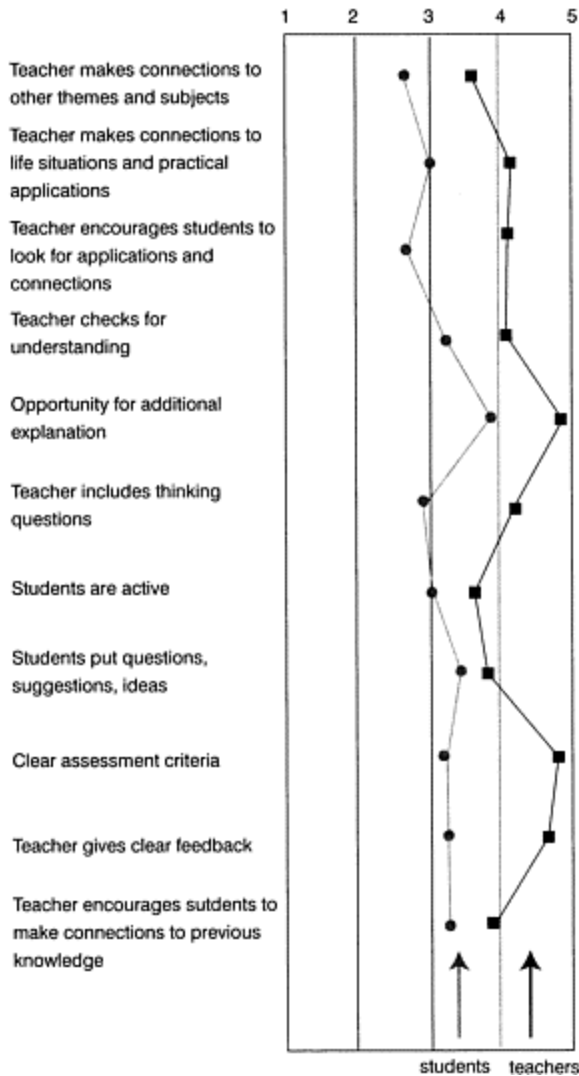 1 2 3 4 5
Teacher makes connections to
other themes and subjects
Teacher makes connections to
life situations and practical
applications
Teacher encourages students to
look for applications and
connections
Teacher checks for
understanding
Opportunity for additional
explanation
Teacher includes thinking
questions
Students are active
Students put questions,
suggestions, ideas
Clear assessment criteria
Teacher gives clear feedback
Teacher encourages sutdents to
make connections to previous
knowledge
students teachers